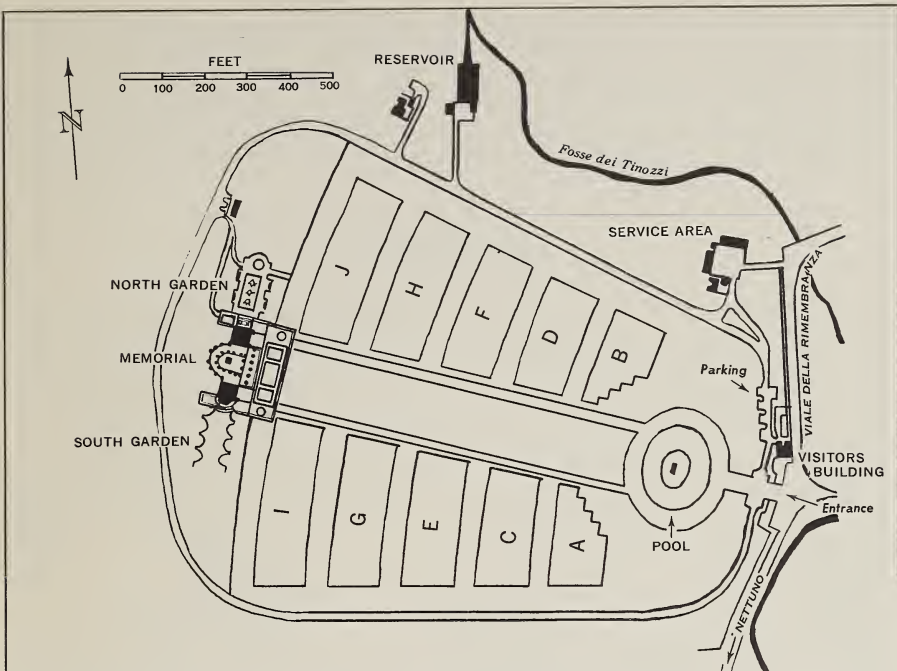 FEET
0 100 200 300 400 500
N
RESERVOIR
Fosse dei Tinozzi
SERVICE AREA
VIALE DELLA RIMEMBRANZA
NORTH GARDEN
MEMORIAL
SOUTH GARDEN
J
H
F
D
B
Parking
VISITORS
BUILDING
Entrance
POOL
I
G
E
C
A
NETTUNO